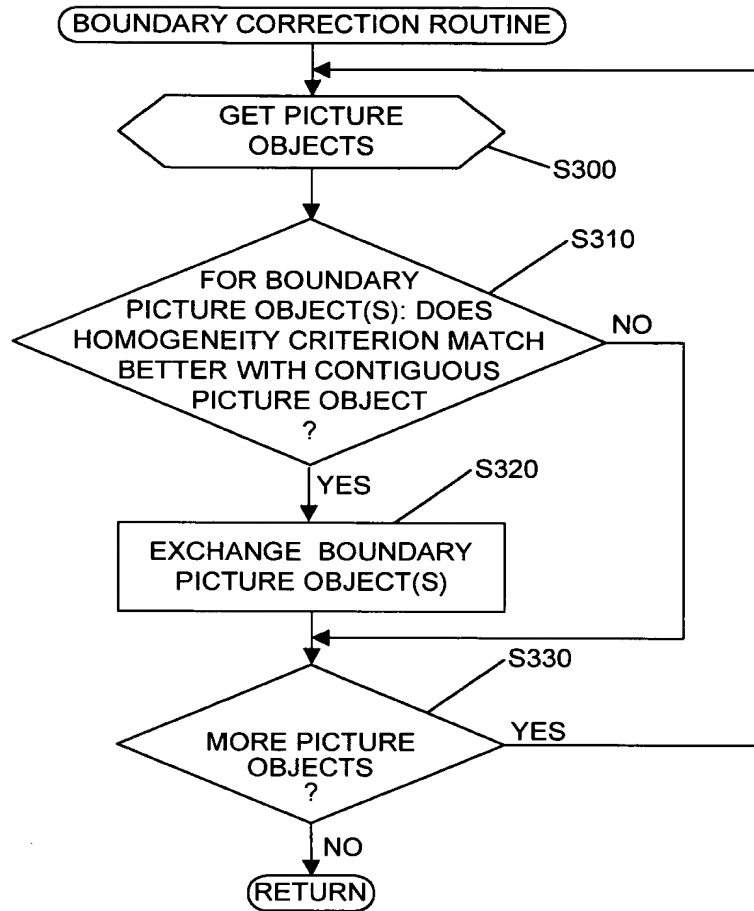 BOUNDARY CORRECTION ROUTINE
GET PICTURE
OBJECTS
S300
S310
FOR BOUNDARY
PICTURE OBJECT(S): DOES
HOMOGENEITY CRITERION MATCH
BETTER WITH CONTIGUOUS
PICTURE OBJECT
?
NO
YES
S320
EXCHANGE BOUNDARY
PICTURE OBJECT(S)
S330
MORE PICTURE
OBJECTS
?
YES
NO
RETURN